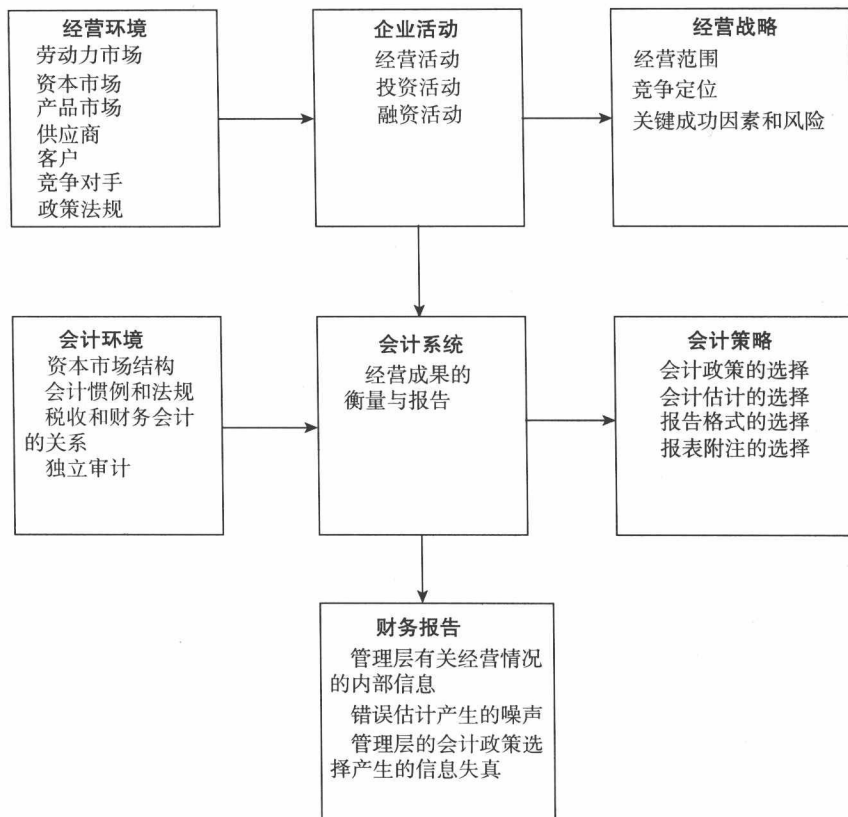 经营环境
劳动力市场
资本市场
产品市场
供应商
客户
竞争对手
政策法规
企业活动
经营活动
投资活动
融资活动
经营战略
经营范围
竞争定位
关键成功因素和风险
会计环境
资本市场结构
会计惯例和法规
税收和财务会计
的关系
独立审计
会计系统
经营成果的
衡量与报告
会计策略
会计政策的选择
会计估计的选择
报告格式的选择
报表附注的选择
财务报告
管理层有关经营情况
的内部信息
错误估计产生的噪声
管理层的会计政策选
择产生的信息失真